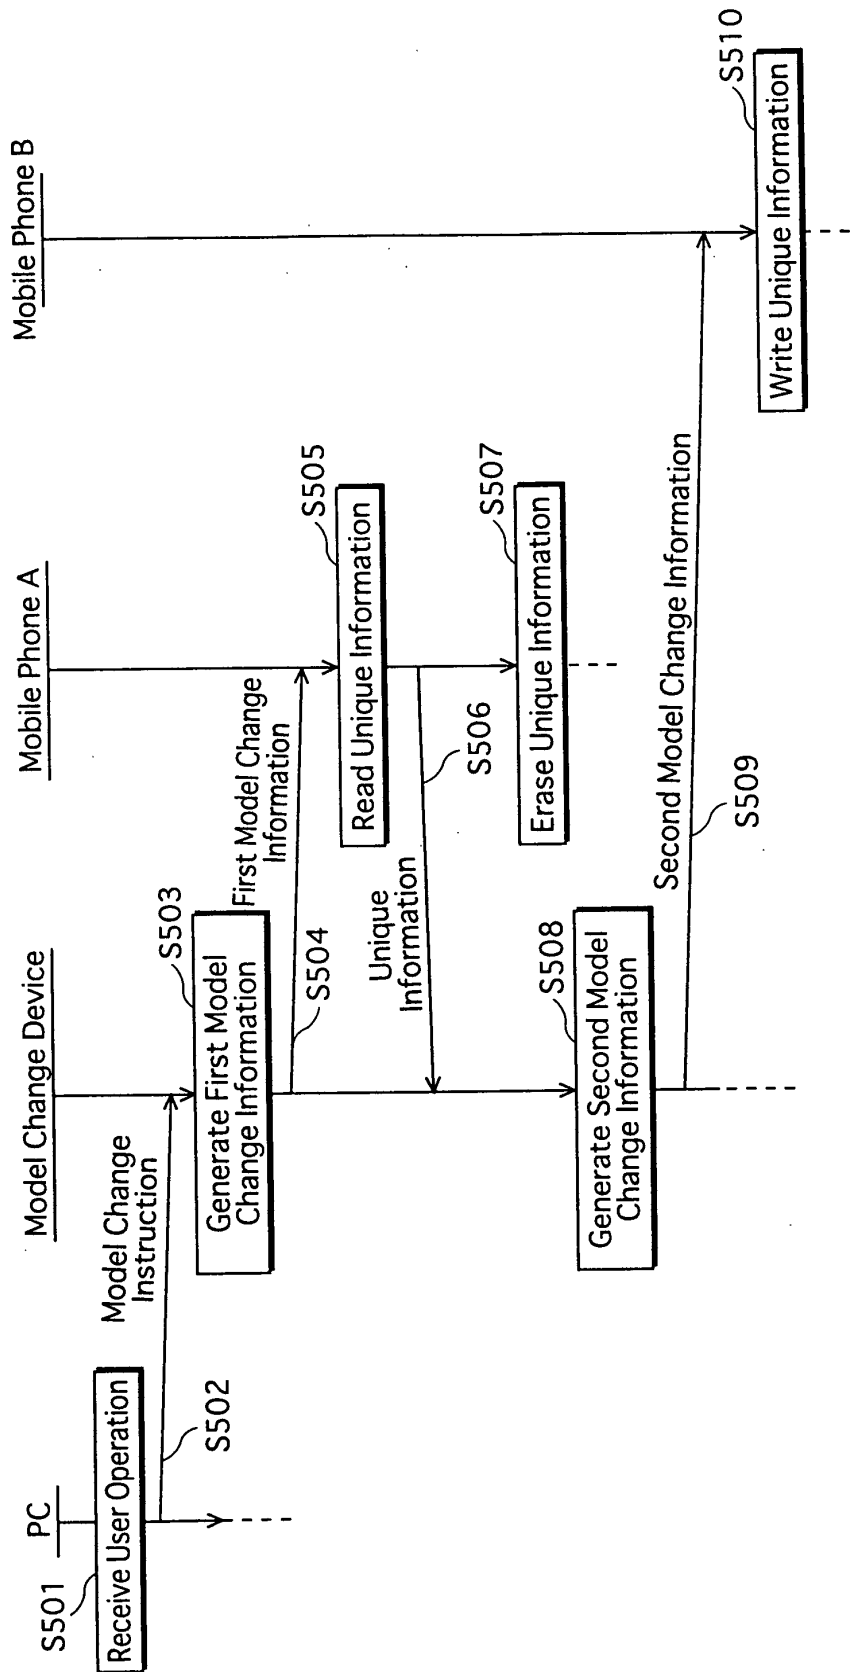 PC
Model Change Device
Mobile Phone A
Mobile Phone B
S501
Receive User Operation
S502
Model Change
Instruction
S503
Generate First Model
Change Information
S504
First Model Change
Information
S505
Read Unique Information
S506
Unique
Information
S507
Erase Unique Information
S508
Generate Second Model
Change Information
S509
Second Model Change Information
S510
Write Unique Information